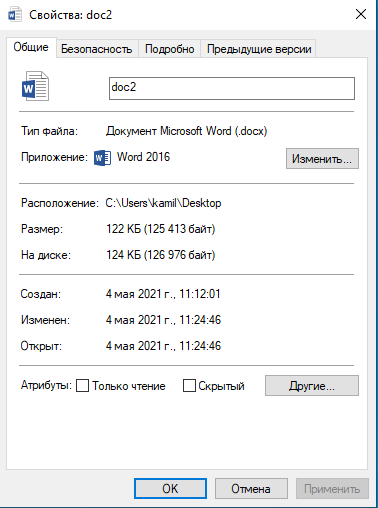 Свойства: doc2
Общие Безопасность Подробно Предыдущие версии
doc2
Тип файла: Документ Microsoft Word (.docx)
Приложение: Word 2016 Изменить...
Расположение: C:\Users\kamil\Desktop
Размер: 122 КБ (125 413 байт)
На диске: 124 КБ (126 976 байт)
Создан: 4 мая 2021 г., 11:12:01
Изменен: 4 мая 2021 г., 11:24:46
Открыт: 4 мая 2021 г., 11:24:46
Атрибуты: Только чтение Скрытый Другие...
OK Отмена Применить